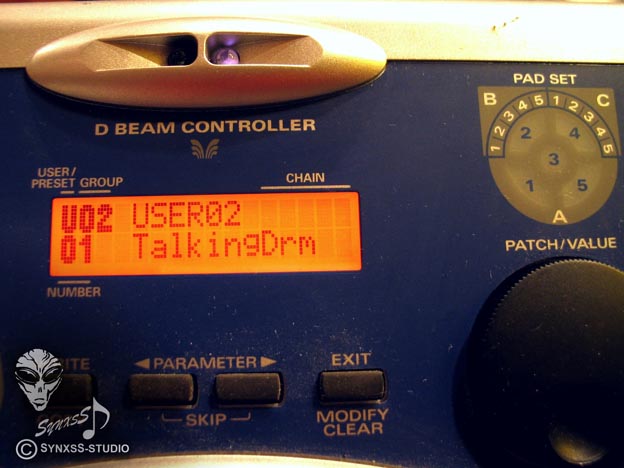 PAD SET
B 1 2 3 4 5 1 2 3 4 5 C
2 4
3
1 5
A
D BEAM CONTROLLER
USER/
PRESET GROUP
CHAIN
U02 USER02
01 TalkingDrm
NUMBER
PATCH/VALUE
◀PARAMETER▶
EXIT
SKIP
MODIFY
CLEAR
SynxsS
© SYNXSS-STUDIO